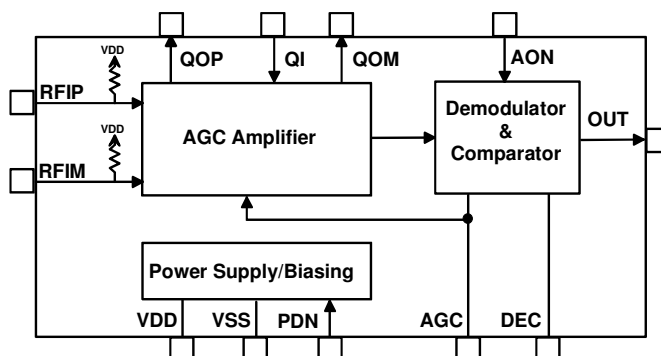 VDD
QOP
QI
QOM
AON
RFIP
VDD
AGC Amplifier
Demodulator
&
Comparator
OUT
RFIM
Power Supply/Biasing
VDD
VSS
PDN
AGC
DEC